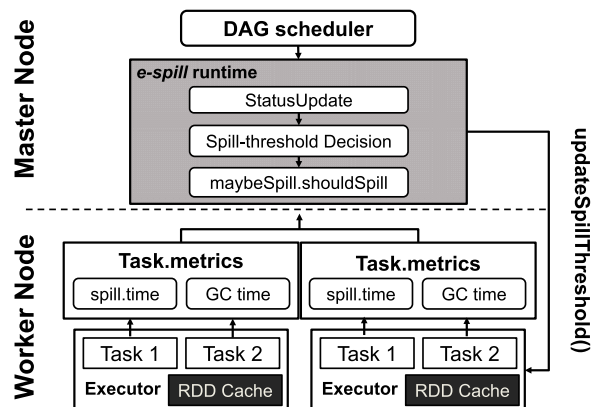 Master Node
DAG scheduler
e-spill runtime
StatusUpdate
Spill-threshold Decision
maybeSpill.shouldSpill
updateSpillThreshold()
Worker Node
Task.metrics
spill.time
GC time
Task.metrics
spill.time
GC time
Task 1
Task 2
Executor
RDD Cache
Task 1
Task 2
Executor
RDD Cache